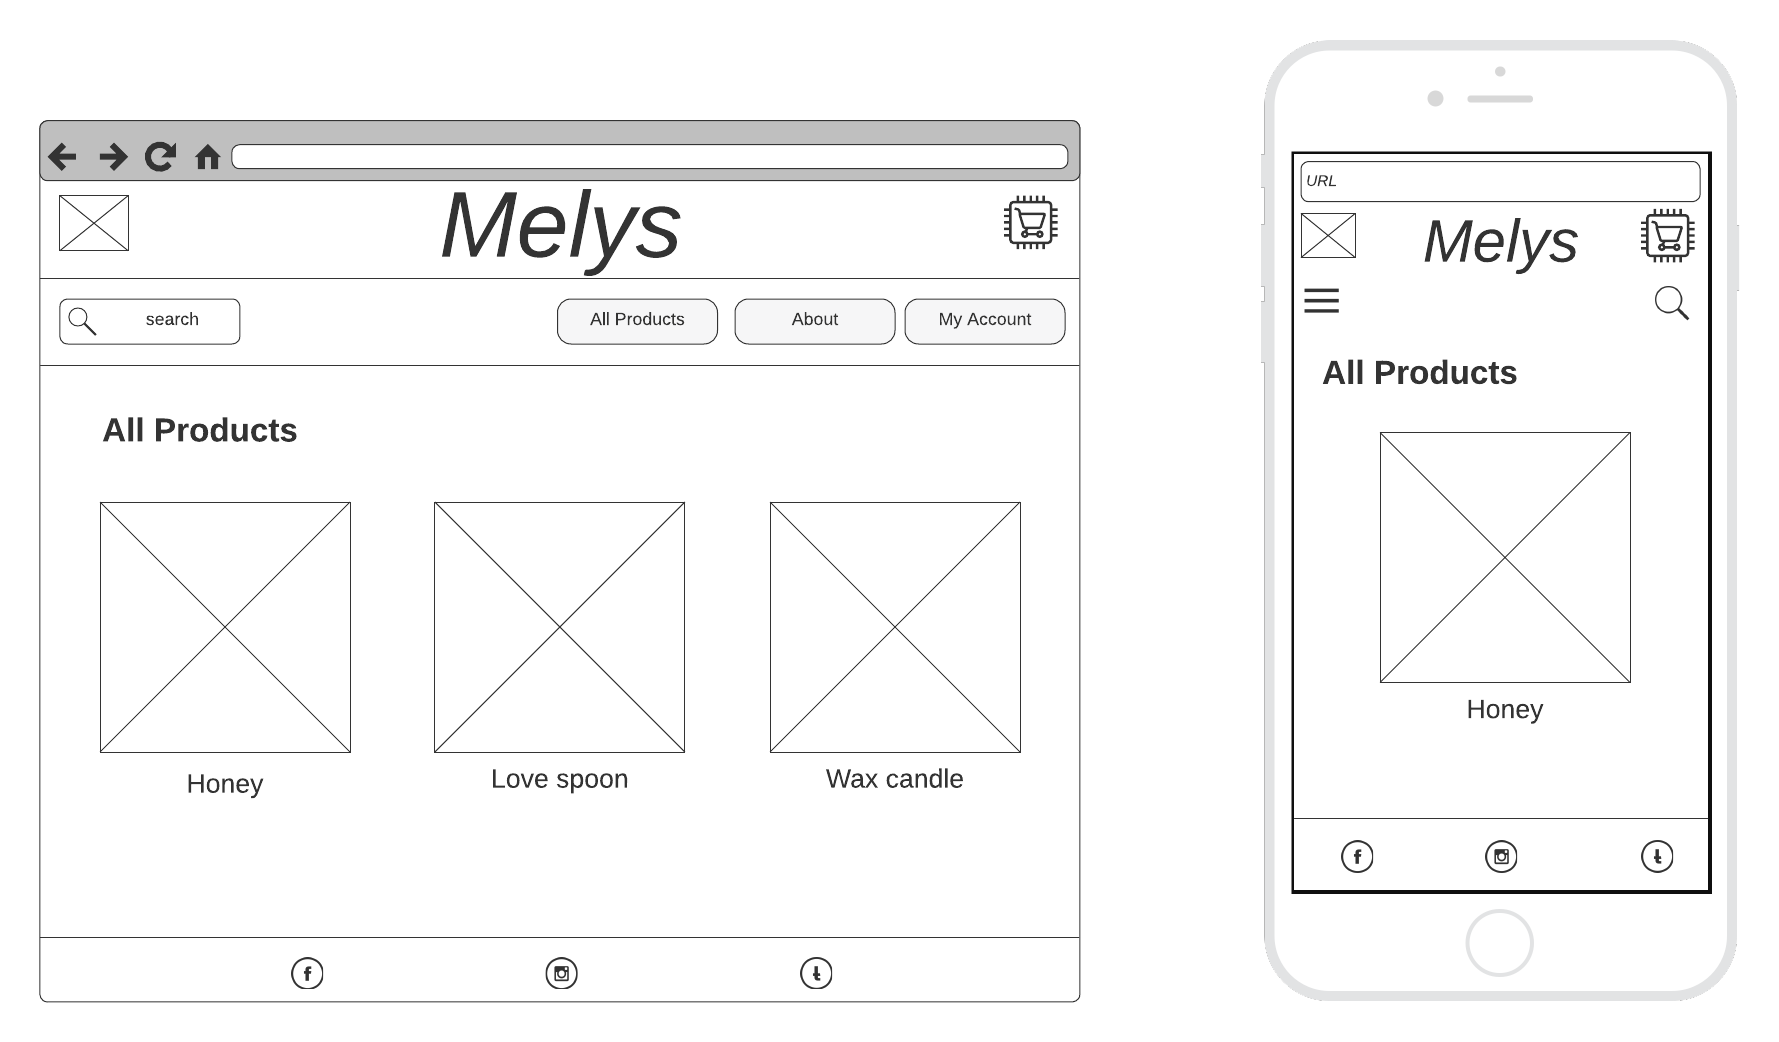 Melys
search
All Products
About
My Account
All Products
Honey
Love spoon
Wax candle
URL
Melys
All Products
Honey